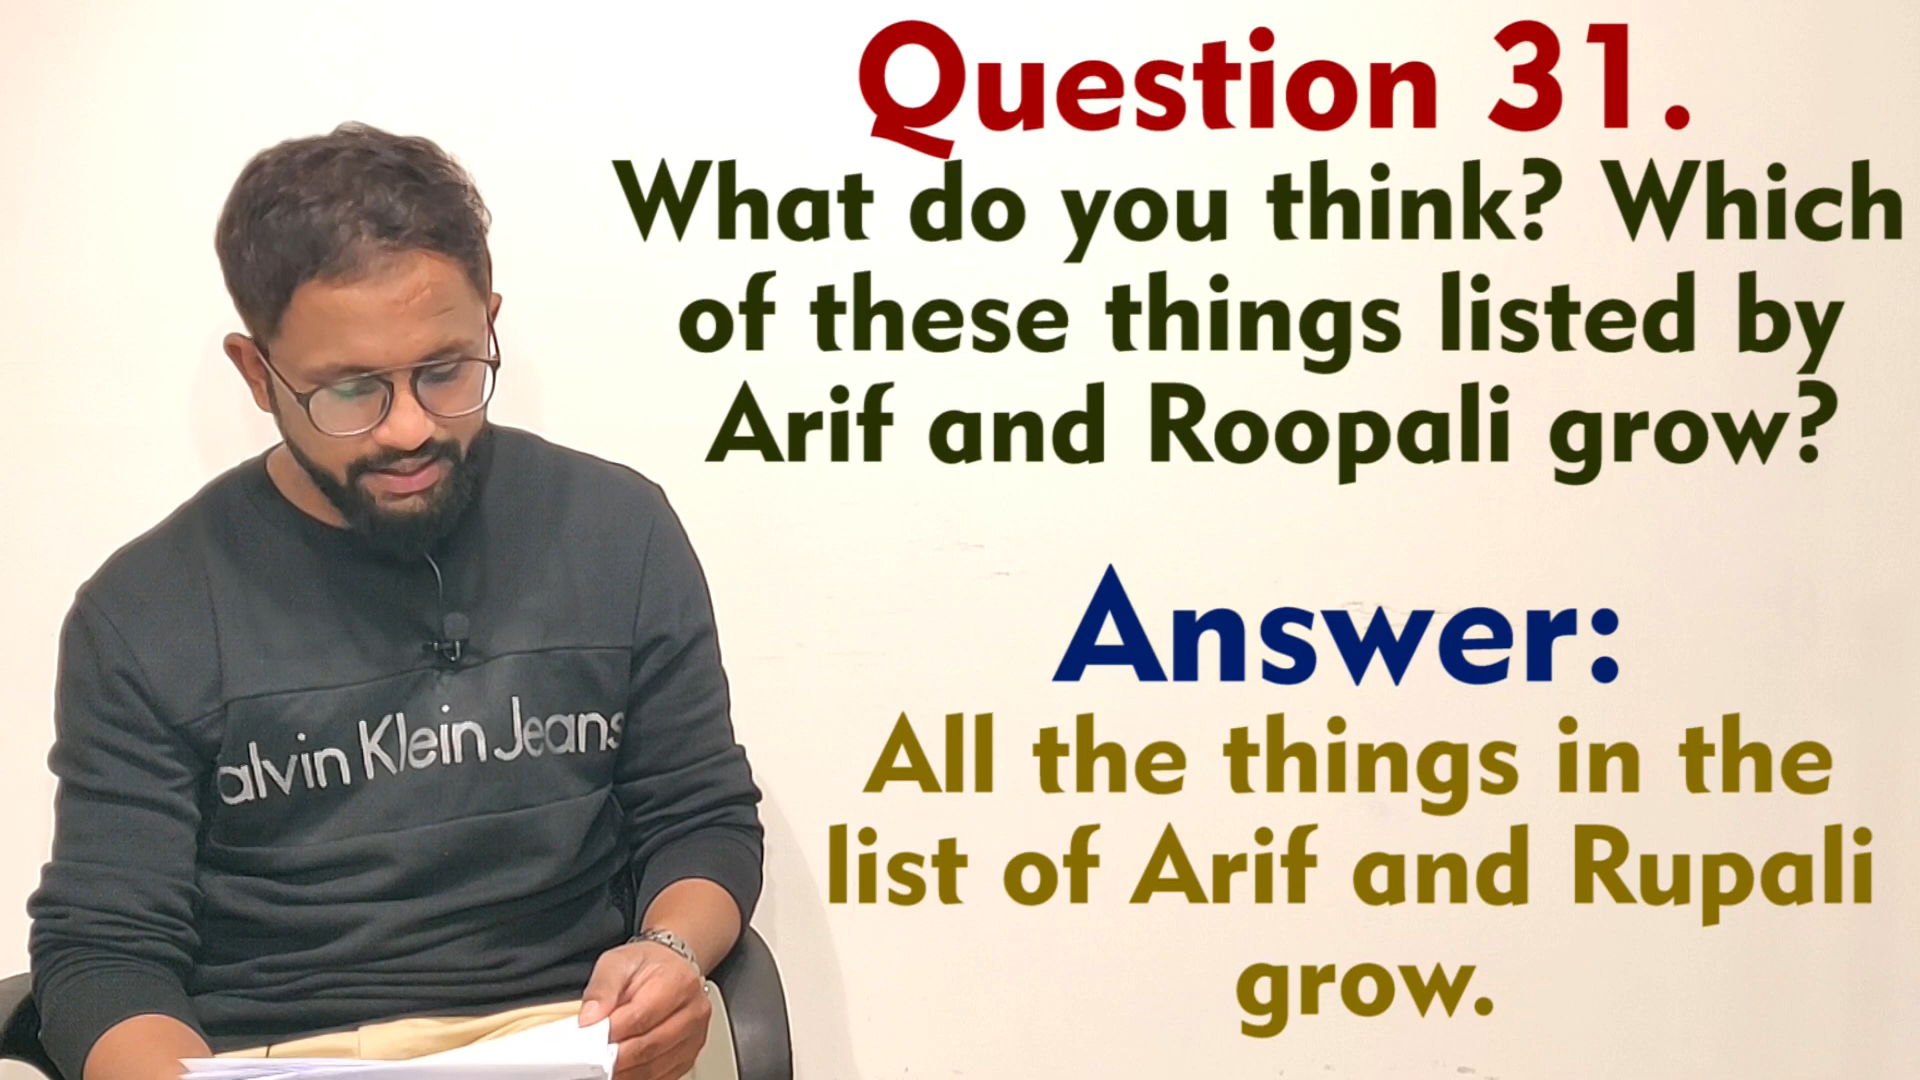 Question 31.
What do you think? Which
of these things listed by
Arif and Roopali grow?
Answer:
All the things in the
list of Arif and Rupali
grow.
alvin Klein Jeans